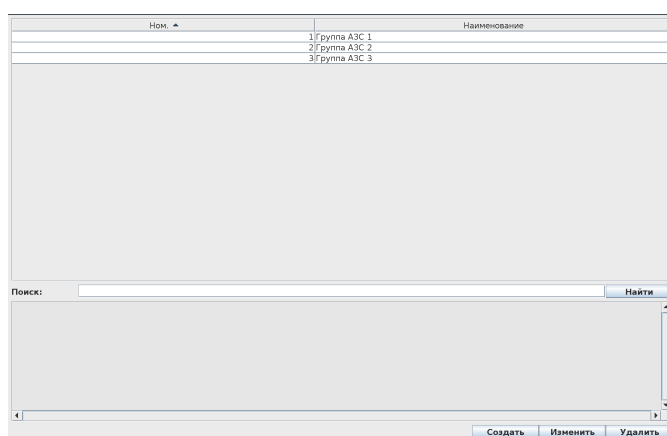 Ном. Наименование
1 Группа АЗС 1
2 Группа АЗС 2
3 Группа АЗС 3
Поиск: Найти
Создать Изменить Удалить